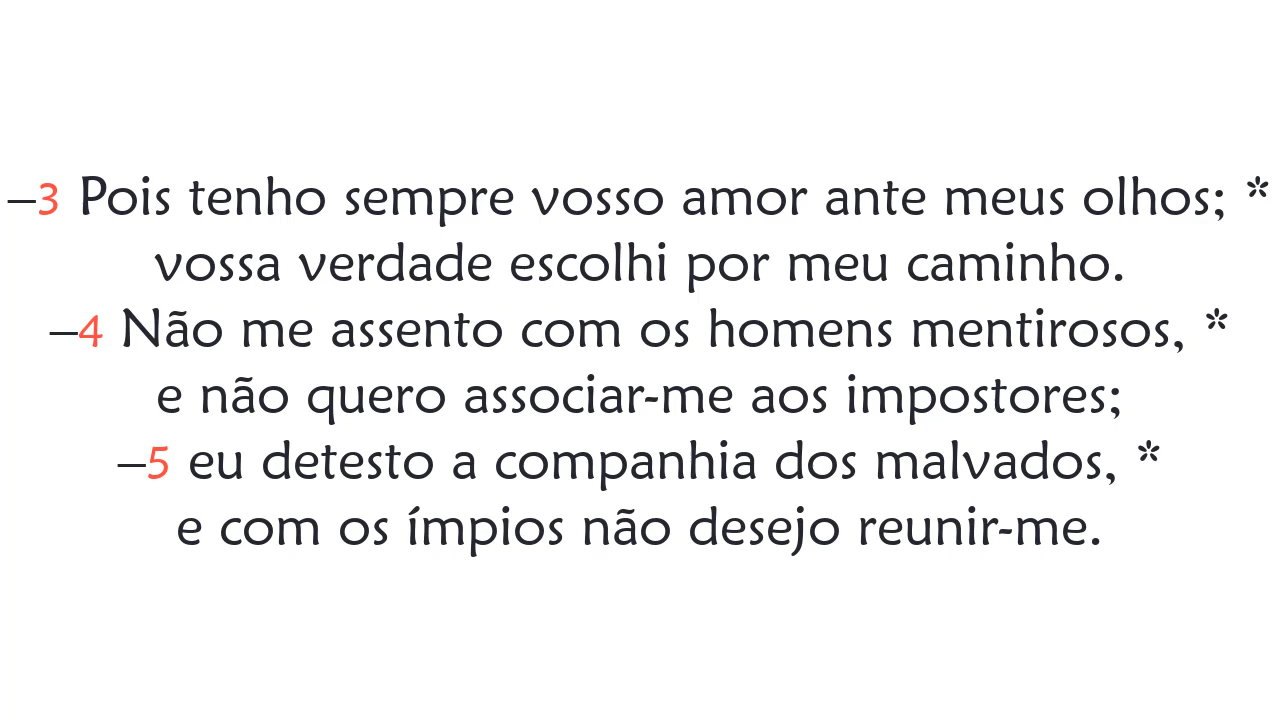 –3 Pois tenho sempre vosso amor ante meus olhos; *
vossa verdade escolhi por meu caminho.
–4 Não me assento com os homens mentirosos, *
e não quero associar-me aos impostores;
–5 eu detesto a companhia dos malvados, *
e com os ímpios não desejo reunir-me.